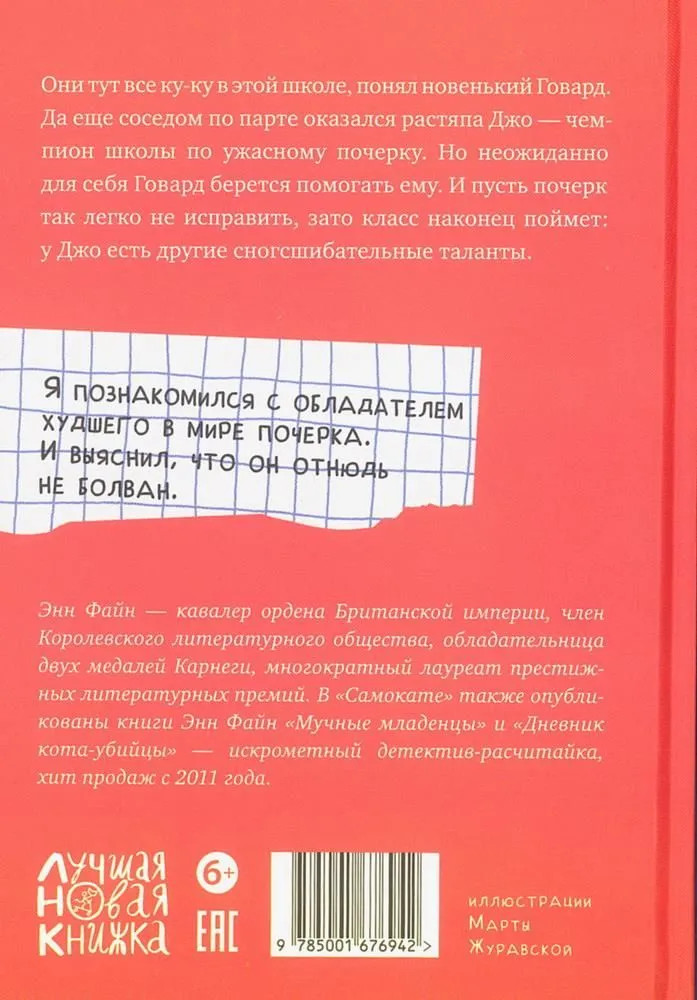 Они тут все ку-ку в этой школе, понял новенький Говард.
Да еще соседом по парте оказался растяпа Джо — чем-
пион школы по ужасному почерку. Но неожиданно
для себя Говард берется помогать ему. И пусть почерк
так легко не исправить, зато класс наконец поймет:
у Джо есть другие сногсшибательные таланты.
Я ПОЗНАКОМИЛСЯ С ОБЛАДАТЕЛЕМ
ХУДШЕГО В МИРЕ ПОЧЕРКА.
И ВЫЯСНИЛ, ЧТО ОН ОТНЮДЬ
НЕ БОЛВАН.
Энн Файн — кавалер ордена Британской империи, член
Королевского литературного общества, обладательница
двух медалей Карнеги, многократный лауреат престиж-
ных литературных премий. В «Самокате» также опубли-
кованы книги Энн Файн «Мучные младенцы» и «Дневник
кота-убийцы» — искрометный детектив-расчитайка,
хит продаж с 2011 года.
ЛУЧШАЯ
НОВАЯ
КНИЖКА
6+
EAC
9 785001 676942 >
ИЛЛЮСТРАЦИИ
МАРТЫ
ЖУРАВСКОЙ